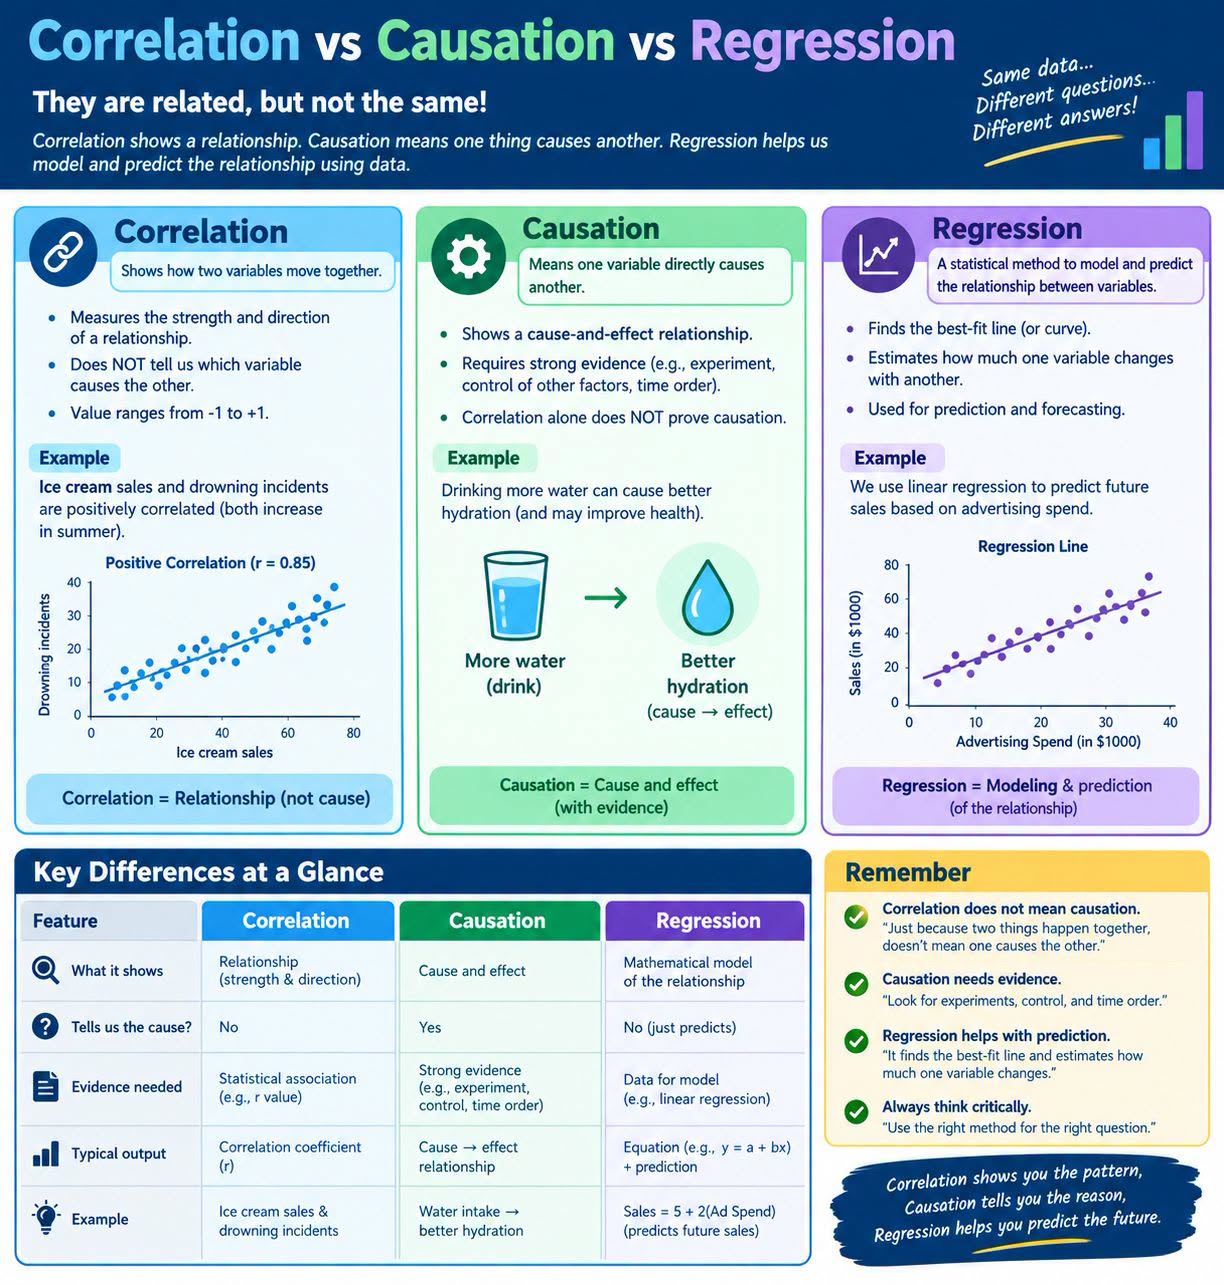 Correlation vs Causation vs Regression
They are related, but not the same!
Correlation shows a relationship. Causation means one thing causes another. Regression helps us
model and predict the relationship using data.
Same data...
Different questions...
Different answers!
Correlation
Shows how two variables move together.
• Measures the strength and direction
of a relationship.
• Does NOT tell us which variable
causes the other.
• Value ranges from -1 to +1.
Example
Ice cream sales and drowning incidents
are positively correlated (both increase
in summer).
Positive Correlation (r = 0.85)
Drowning incidents
40
30
20
10
0
0 20 40 60 80
Ice cream sales
Correlation = Relationship (not cause)
Causation
Means one variable directly causes
another.
• Shows a cause-and-effect relationship.
• Requires strong evidence (e.g., experiment,
control of other factors, time order).
• Correlation alone does NOT prove causation.
Example
Drinking more water can cause better
hydration (and may improve health).
More water
(drink)
→
Better
hydration
(cause → effect)
Causation = Cause and effect
(with evidence)
Regression
A statistical method to model and predict
the relationship between variables.
• Finds the best-fit line (or curve).
• Estimates how much one variable changes
with another.
• Used for prediction and forecasting.
Example
We use linear regression to predict future
sales based on advertising spend.
Regression Line
Sales (in $1000)
80
60
40
20
0
0 10 20 30 40
Advertising Spend (in $1000)
Regression = Modeling & prediction
(of the relationship)
Key Differences at a Glance
Feature Correlation Causation Regression
What it shows
Relationship
(strength & direction)
Cause and effect
Mathematical model
of the relationship
Tells us the cause? No Yes No (just predicts)
Evidence needed
Statistical association
(e.g., r value)
Strong evidence
(e.g., experiment,
control, time order)
Data for model
(e.g., linear regression)
Typical output
Correlation coefficient
(r)
Cause → effect
relationship
Equation (e.g., y = a + bx)
+ prediction
Example
Ice cream sales &
drowning incidents
Water intake →
better hydration
Sales = 5 + 2(Ad Spend)
(predicts future sales)
Remember
Correlation does not mean causation.
"Just because two things happen together,
doesn't mean one causes the other."
Causation needs evidence.
"Look for experiments, control, and time order."
Regression helps with prediction.
"It finds the best-fit line and estimates how
much one variable changes."
Always think critically.
"Use the right method for the right question."
Correlation shows you the pattern,
Causation tells you the reason,
Regression helps you predict the future.